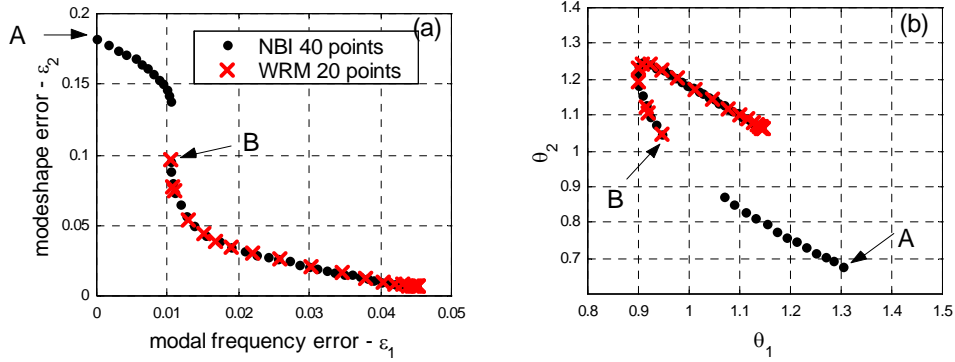 (a)
A
B
NBI 40 points
WRM 20 points
modeshape error - ε2
0.2
0.15
0.1
0.05
0
0 0.01 0.02 0.03 0.04 0.05
modal frequency error - ε1
(b)
B
A
θ2
1.4
1.3
1.2
1.1
1
0.9
0.8
0.7
0.6
0.8 0.9 1 1.1 1.2 1.3 1.4 1.5
θ1